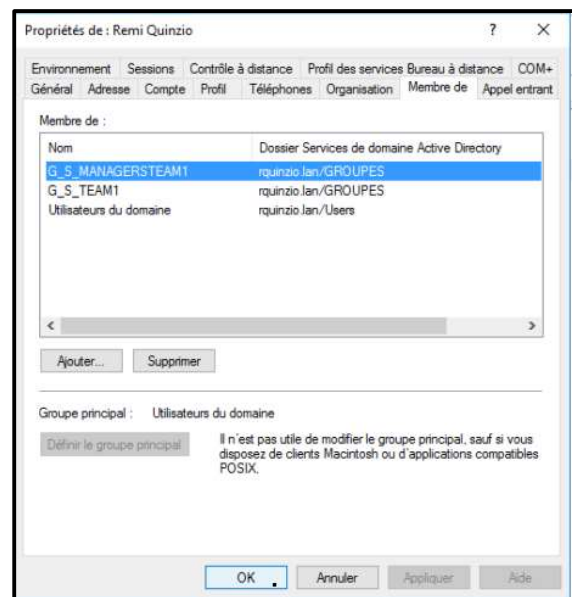 Propriétés de : Remi Quinzio ? ×
Environnement Sessions Contrôle à distance Profil des services Bureau à distance COM+
Général Adresse Compte Profil Téléphones Organisation Membre de Appel entrant
Membre de :
Nom Dossier Services de domaine Active Directory
G_S_MANAGERSTEAM1 rquinzio.lan/GROUPES
G_S_TEAM1 rquinzio.lan/GROUPES
Utilisateurs du domaine rquinzio.lan/Users
Ajouter... Supprimer
Groupe principal : Utilisateurs du domaine
Définir le groupe principal Il n'est pas utile de modifier le groupe principal, sauf si vous
disposez de clients Macintosh ou d'applications compatibles
POSIX.
OK Annuler Appliquer Aide